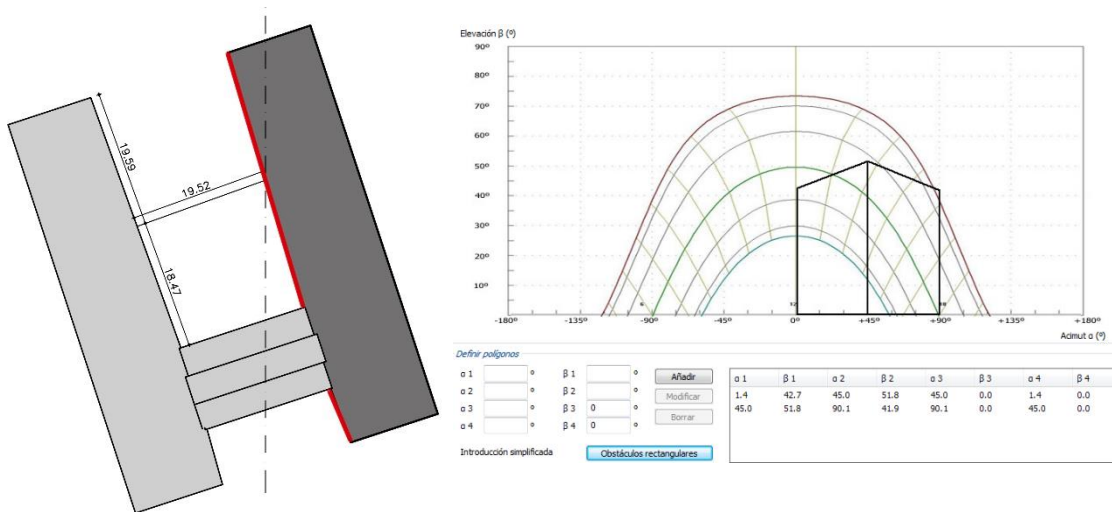 19,59
19,52
18,47
Elevación β (º)
90º
80º
70º
60º
50º
40º
30º
20º
10º
6 12 18
-180º -135º -90º -45º 0º +45º +90º +135º +180º
Acimut α (º)
Definir polígonos
α 1 º β 1 º Añadir
α 2 º β 2 º Modificar
α 3 º β 3 0 º Borrar
α 4 º β 4 0 º
Introducción simplificada Obstáculos rectangulares
α 1 β 1 α 2 β 2 α 3 β 3 α 4 β 4
1.4 42.7 45.0 51.8 45.0 0.0 1.4 0.0
45.0 51.8 90.1 41.9 90.1 0.0 45.0 0.0